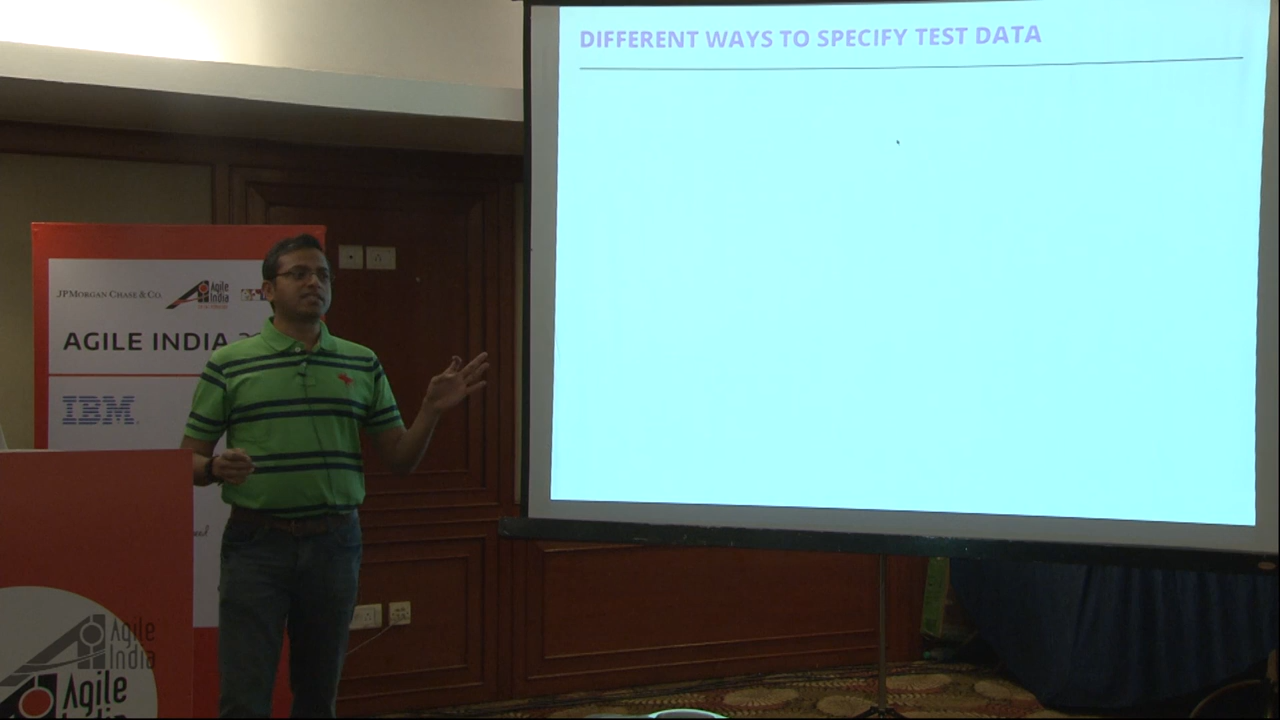 DIFFERENT WAYS TO SPECIFY TEST DATA
JPMORGAN CHASE & CO.
Agile
India
AGILE INDIA
IBM
Agile
India
Agile